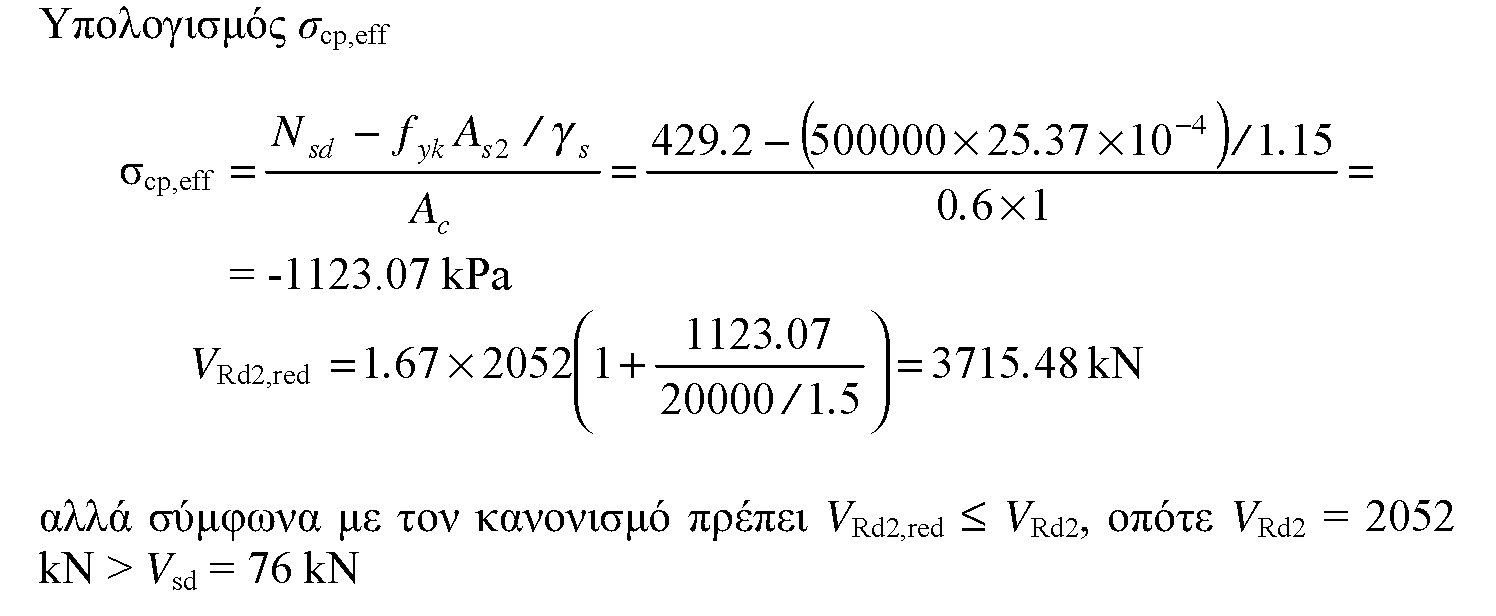 Υπολογισμός σcp,eff
σcp,eff = (Nsd − fyk As2 / γs) / Ac = (429.2 − (500000×25.37×10⁻⁴)/1.15) / (0.6×1) =
= -1123.07 kPa
VRd2,red = 1.67×2052(1+ 1123.07 / (20000/1.5)) = 3715.48 kN
αλλά σύμφωνα με τον κανονισμό πρέπει VRd2,red ≤ VRd2, οπότε VRd2 = 2052
kN > Vsd = 76 kN